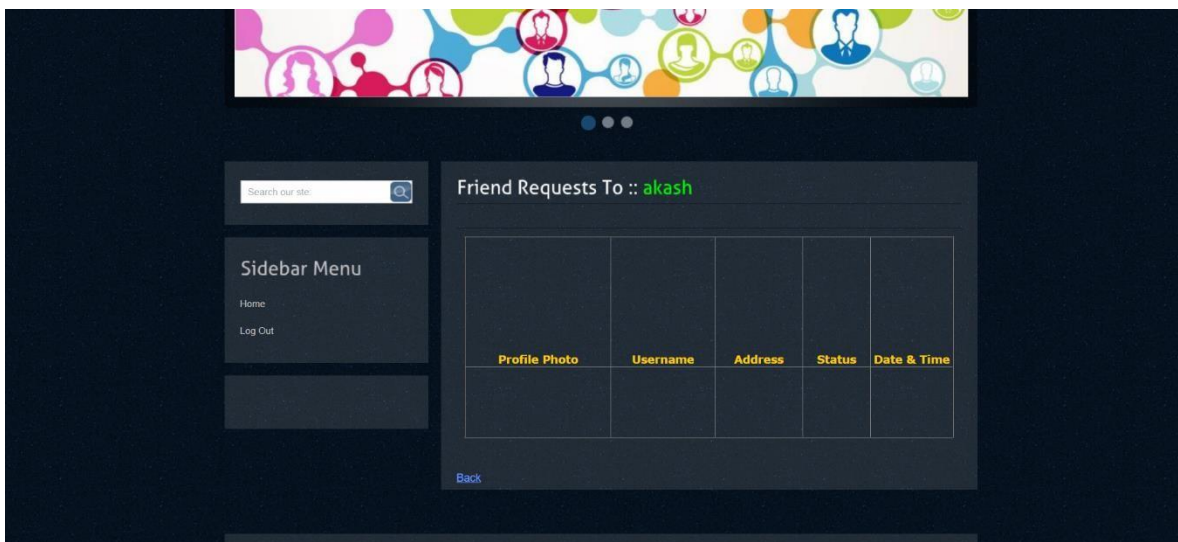 Search our ste:
Friend Requests To :: akash
Sidebar Menu
Home
Log Out
Profile Photo Username Address Status Date & Time
Back